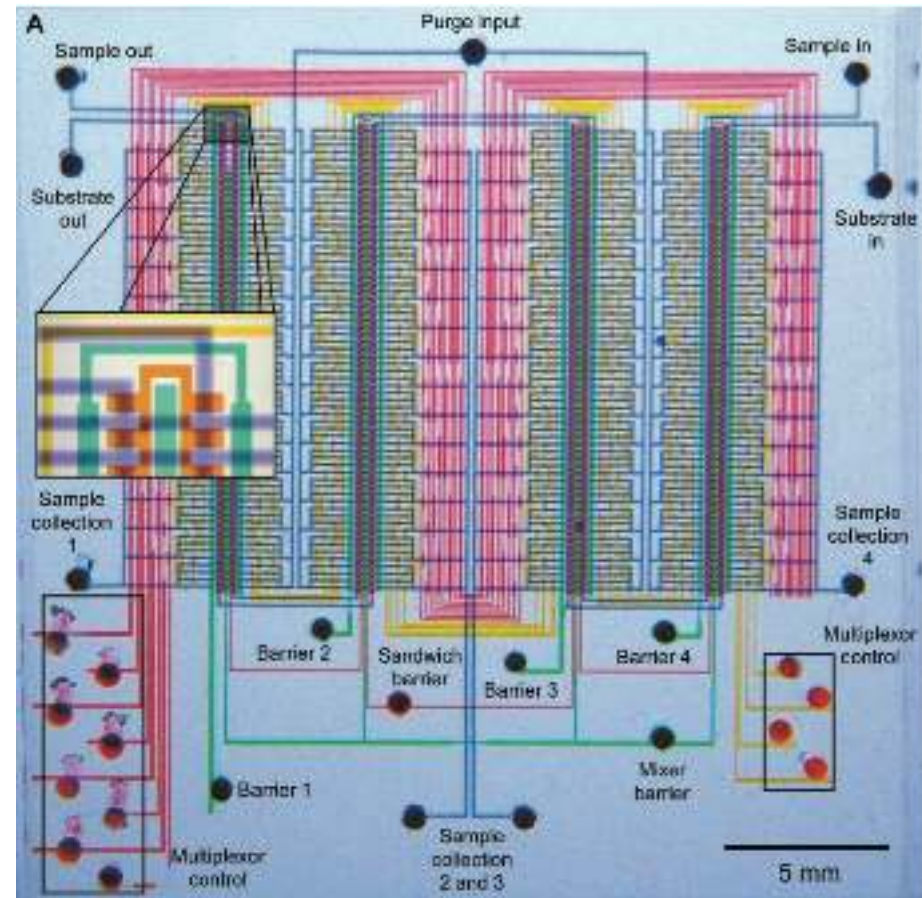 A
Purge Input
Sample out
Sample in
Substrate
out
Substrate
in
Sample
collection
1
Sample
collection
4
Barrier 2
Sandwich
barrier
Barrier 3
Barrier 4
Multiplexor
control
Barrier 1
Mixer
barrier
Multiplexor
control
Sample
collection
2 and 3
5 mm